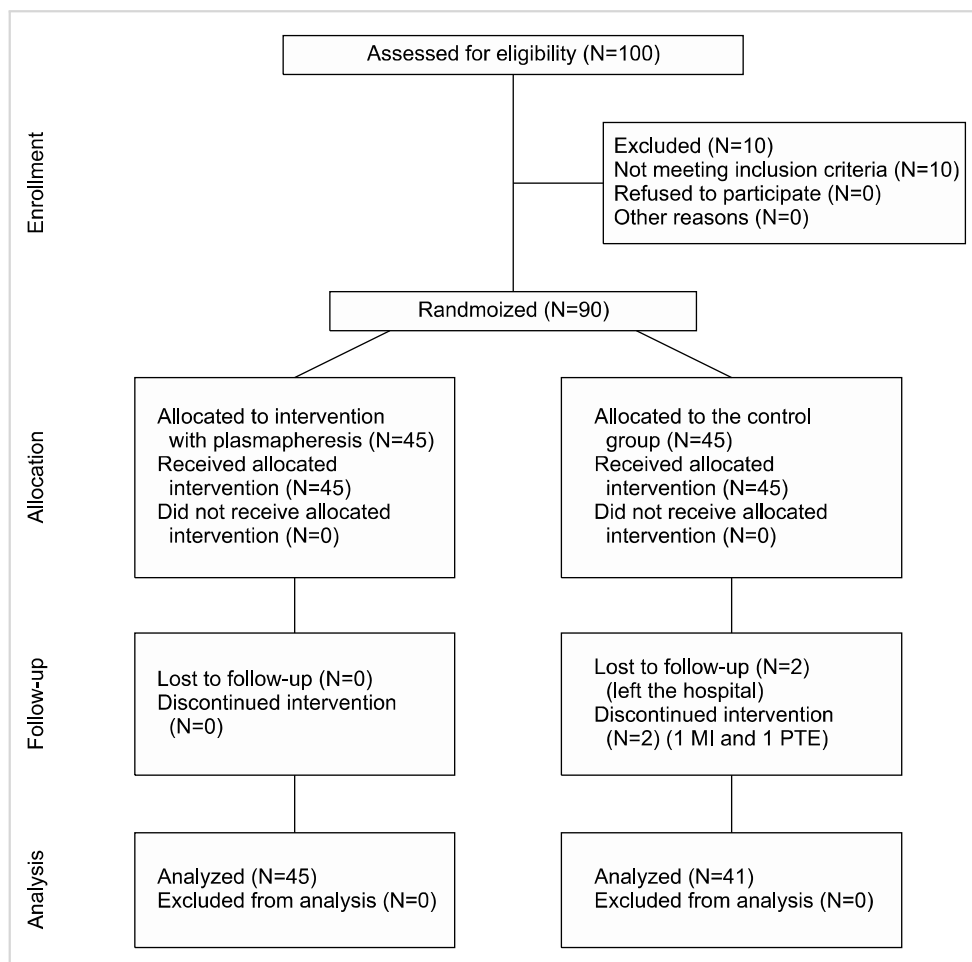 Assessed for eligibility (N=100)
Enrollment
Excluded (N=10)
Not meeting inclusion criteria (N=10)
Refused to participate (N=0)
Other reasons (N=0)
Randmoized (N=90)
Allocation
Allocated to intervention
with plasmapheresis (N=45)
Received allocated
intervention (N=45)
Did not receive allocated
intervention (N=0)
Allocated to the control
group (N=45)
Received allocated
intervention (N=45)
Did not receive allocated
intervention (N=0)
Follow-up
Lost to follow-up (N=0)
Discontinued intervention
(N=0)
Lost to follow-up (N=2)
(left the hospital)
Discontinued intervention
(N=2) (1 MI and 1 PTE)
Analysis
Analyzed (N=45)
Excluded from analysis (N=0)
Analyzed (N=41)
Excluded from analysis (N=0)